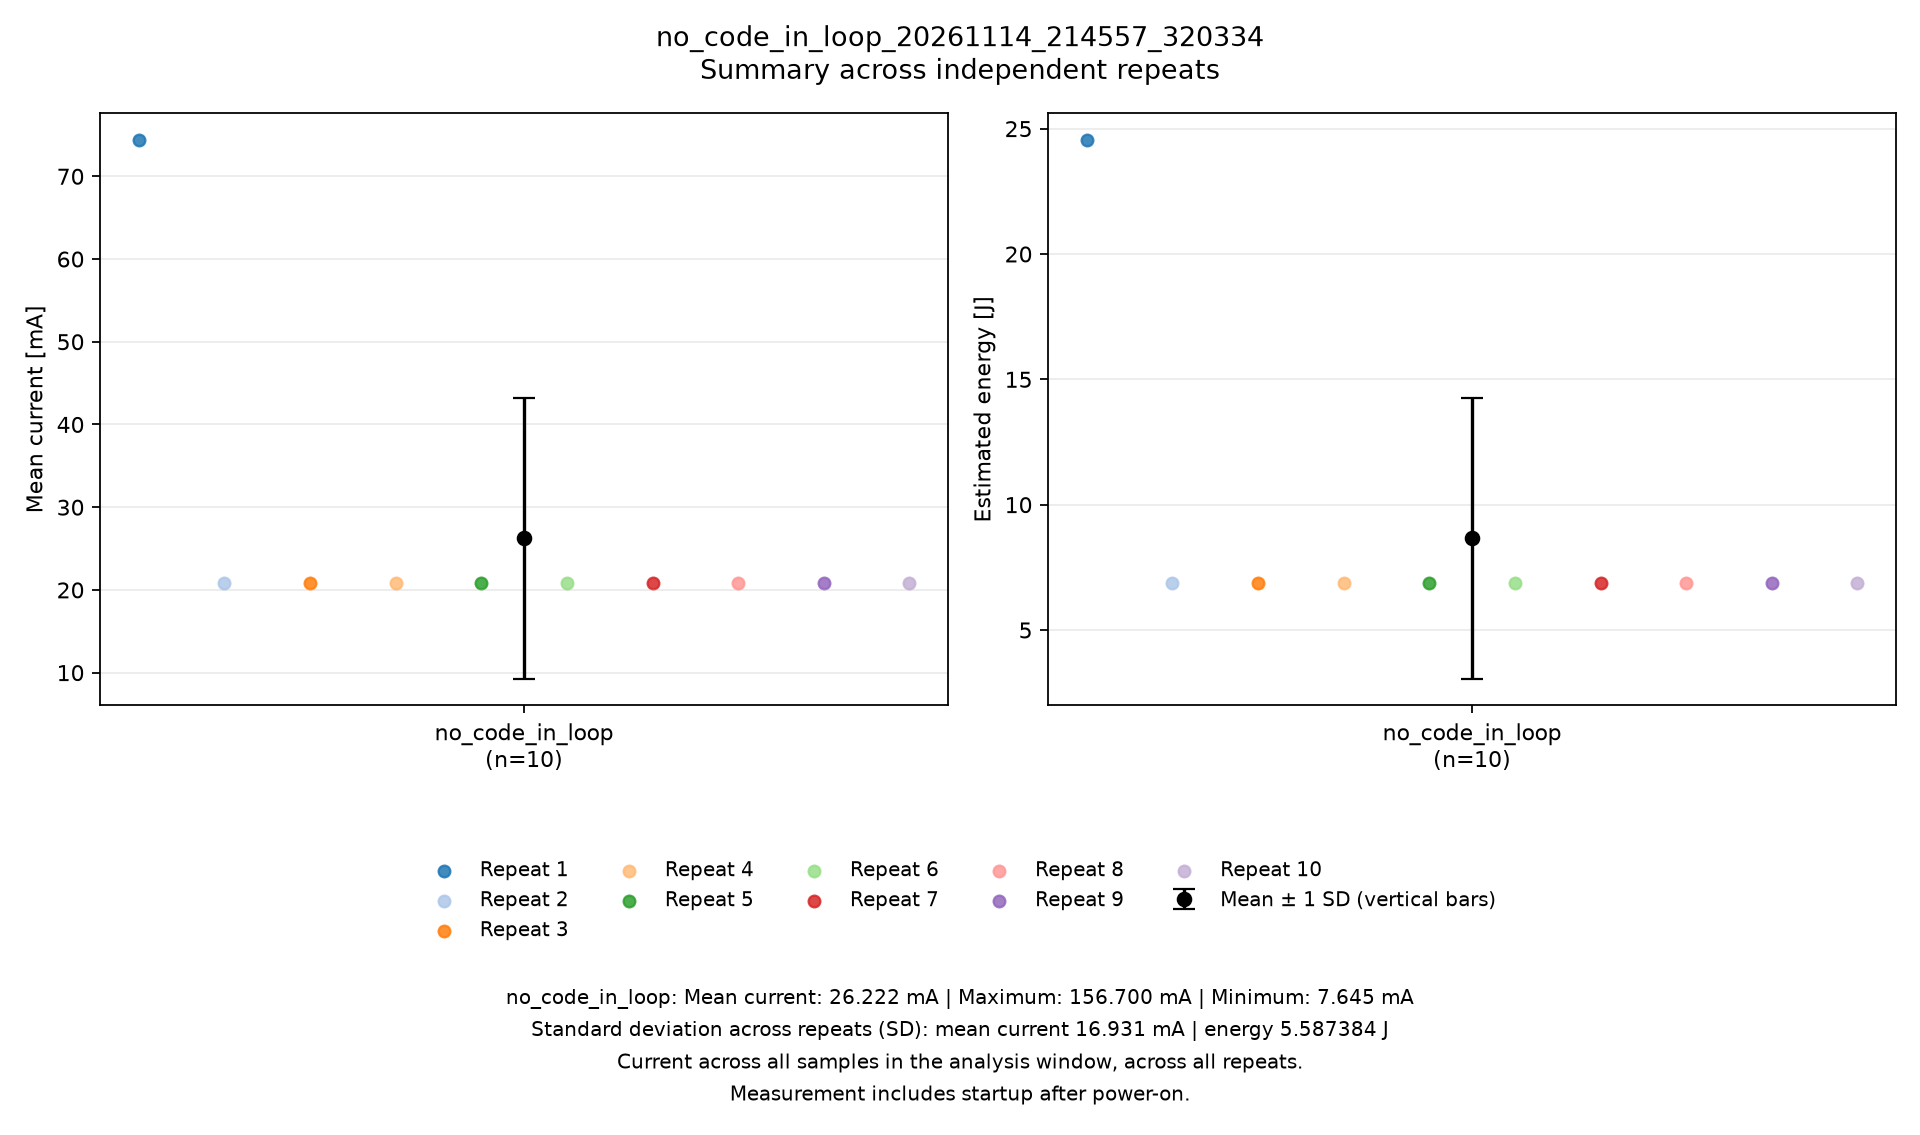 no_code_in_loop_20261114_214557_320334
Summary across independent repeats
Mean current [mA]
70
60
50
40
30
20
10
no_code_in_loop
(n=10)
Estimated energy [J]
25
20
15
10
5
no_code_in_loop
(n=10)
Repeat 1
Repeat 2
Repeat 3
Repeat 4
Repeat 5
Repeat 6
Repeat 7
Repeat 8
Repeat 9
Repeat 10
Mean ± 1 SD (vertical bars)
no_code_in_loop: Mean current: 26.222 mA | Maximum: 156.700 mA | Minimum: 7.645 mA
Standard deviation across repeats (SD): mean current 16.931 mA | energy 5.587384 J
Current across all samples in the analysis window, across all repeats.
Measurement includes startup after power-on.